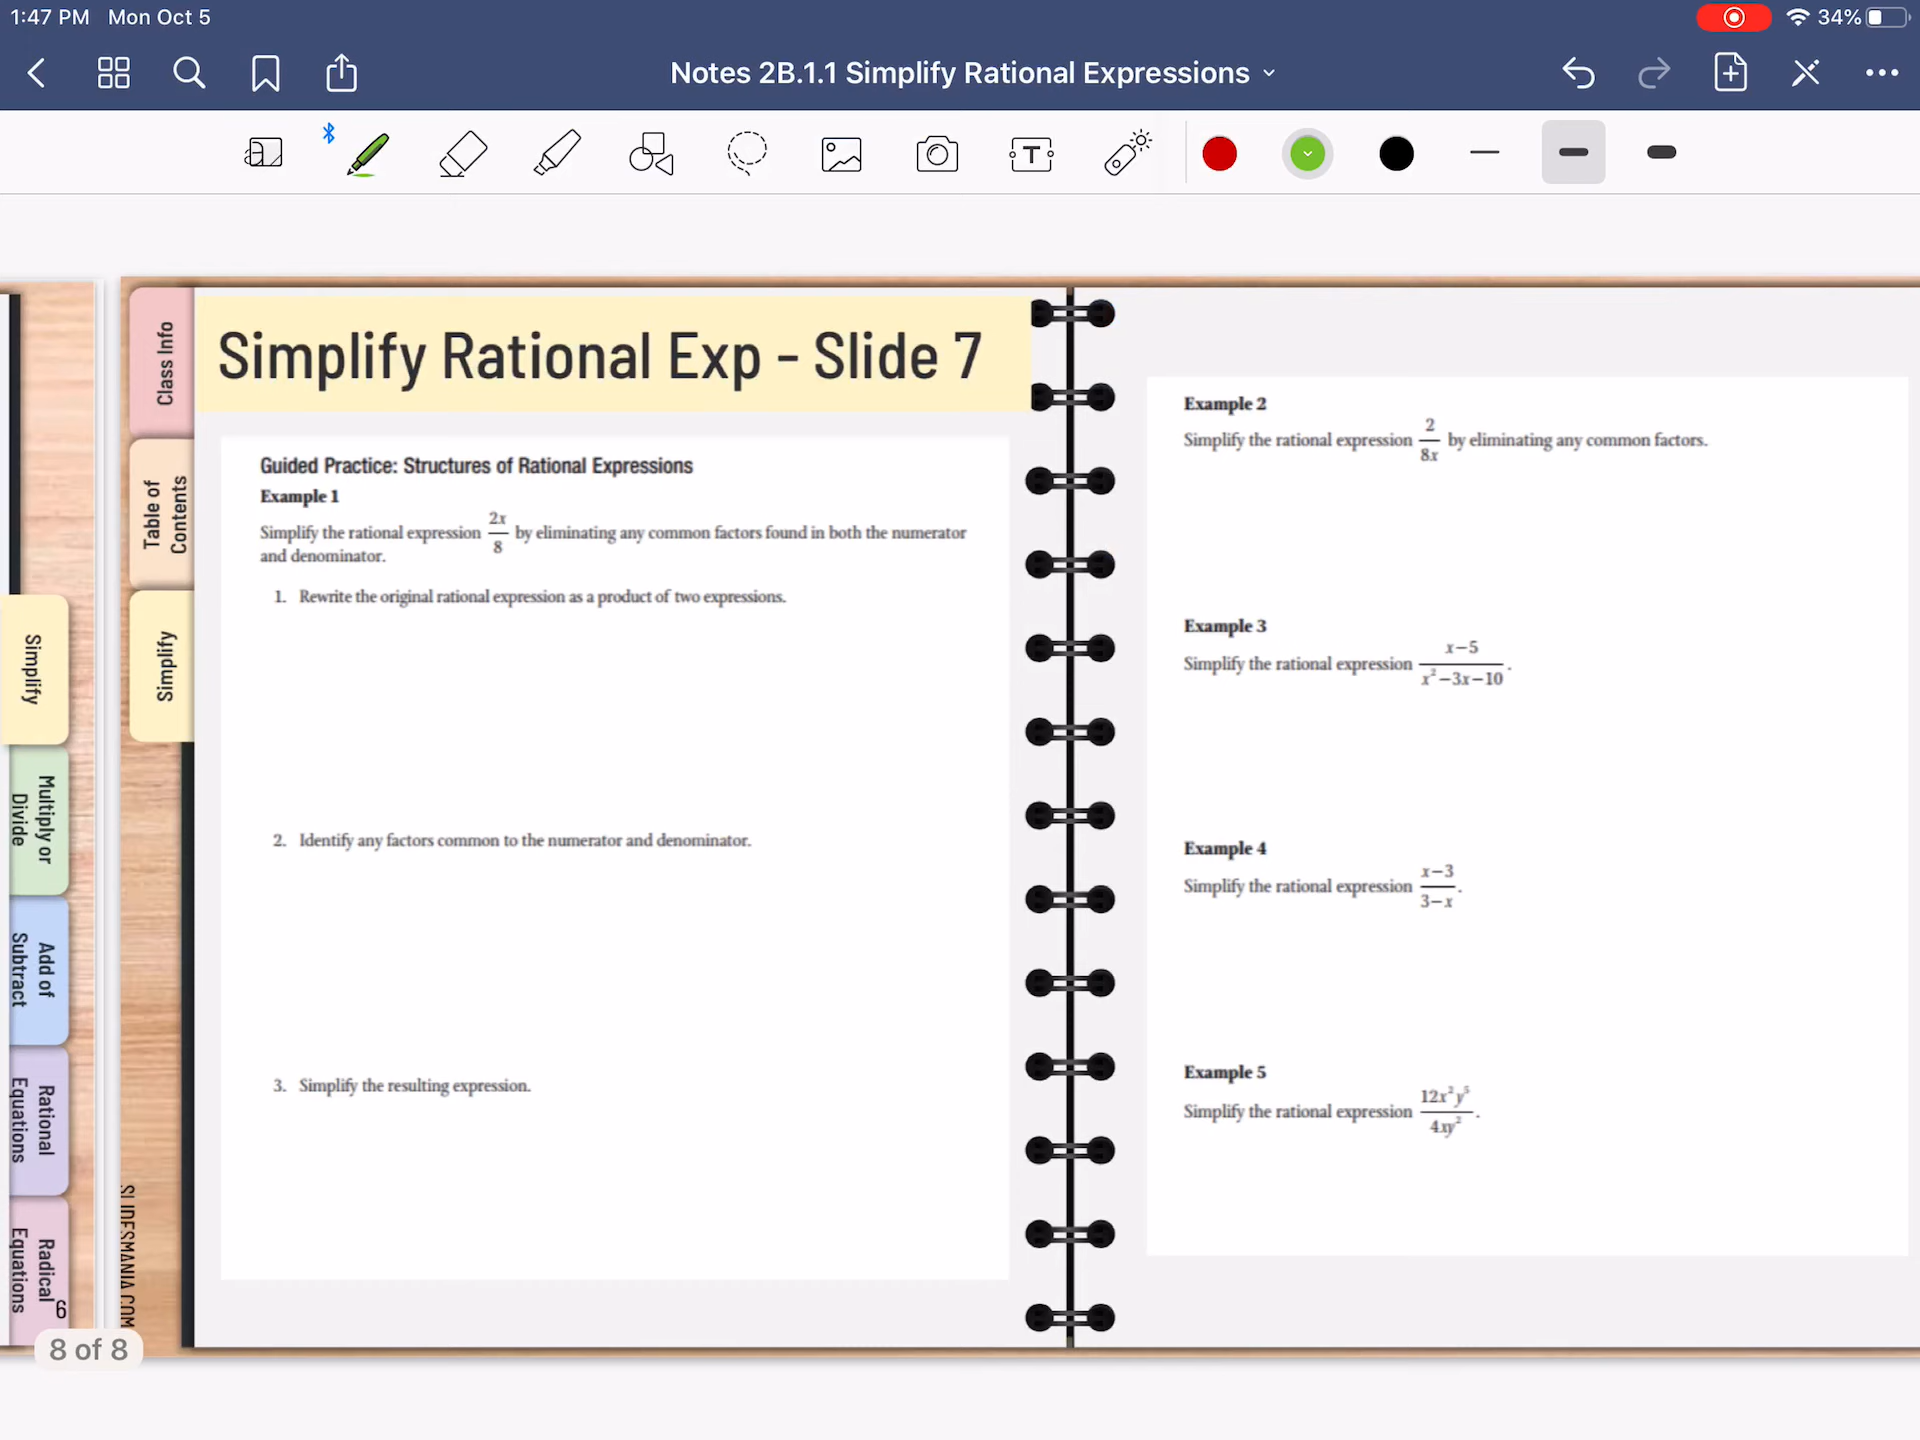 1:47 PM Mon Oct 5
34%
Notes 2B.1.1 Simplify Rational Expressions
Class Info
Table of
Contents
Simplify
Simplify
Multiply or
Divide
Add of
Subtract
Rational
Equations
Radical
Equations
6
SLIDESMANIA.COM
8 of 8
Simplify Rational Exp - Slide 7
Guided Practice: Structures of Rational Expressions
Example 1
Simplify the rational expression 2x/8 by eliminating any common factors found in both the numerator
and denominator.
1. Rewrite the original rational expression as a product of two expressions.
2. Identify any factors common to the numerator and denominator.
3. Simplify the resulting expression.
Example 2
Simplify the rational expression 2/8x by eliminating any common factors.
Example 3
Simplify the rational expression x–5/x²–3x–10.
Example 4
Simplify the rational expression x–3/3–x.
Example 5
Simplify the rational expression 12x²y⁵/4xy².